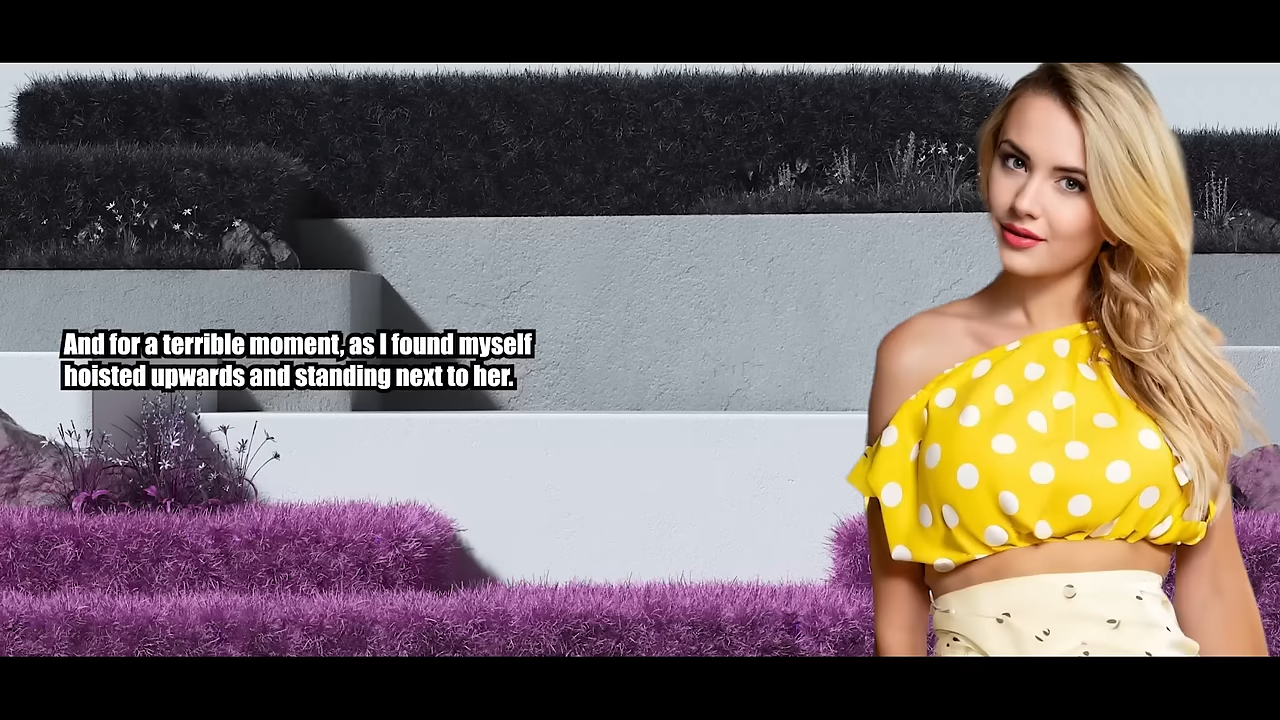 And for a terrible moment, as I found myself
hoisted upwards and standing next to her.